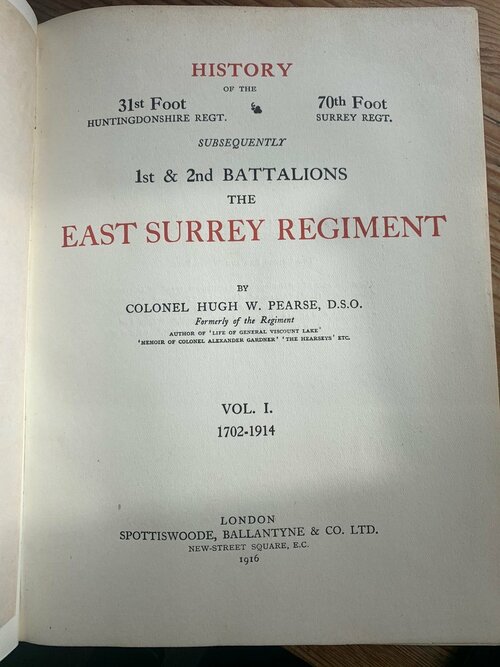 HISTORY
OF THE
31st Foot & 70th Foot
HUNTINGDONSHIRE REGT. SURREY REGT.
SUBSEQUENTLY
1st & 2nd BATTALIONS
THE
EAST SURREY REGIMENT
BY
COLONEL HUGH W. PEARSE, D.S.O.
Formerly of the Regiment
AUTHOR OF 'LIFE OF GENERAL VISCOUNT LAKE'
'MEMOIR OF COLONEL ALEXANDER GARDNER' 'THE HEARSEYS' ETC.
VOL. I.
1702-1914
LONDON
SPOTTISWOODE, BALLANTYNE & CO. LTD.
NEW-STREET SQUARE, E.C.
1916